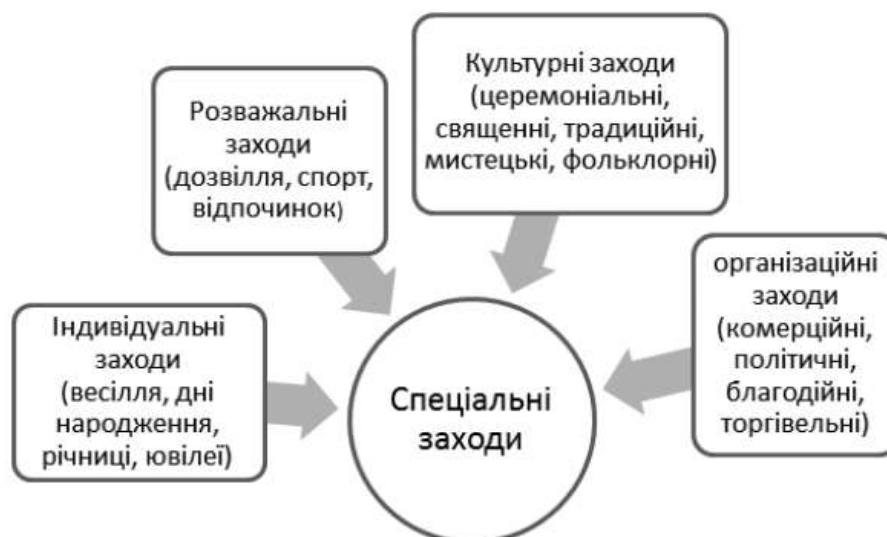 Культурні заходи
(церемоніальні,
священні, традиційні,
мистецькі, фольклорні)
Розважальні
заходи
(дозвілля, спорт,
відпочинок)
організаційні
заходи
(комерційні,
політичні,
благодійні,
торгівельні)
Індивідуальні
заходи
(весілля, дні
народження,
річниці, ювілеї)
Спеціальні
заходи